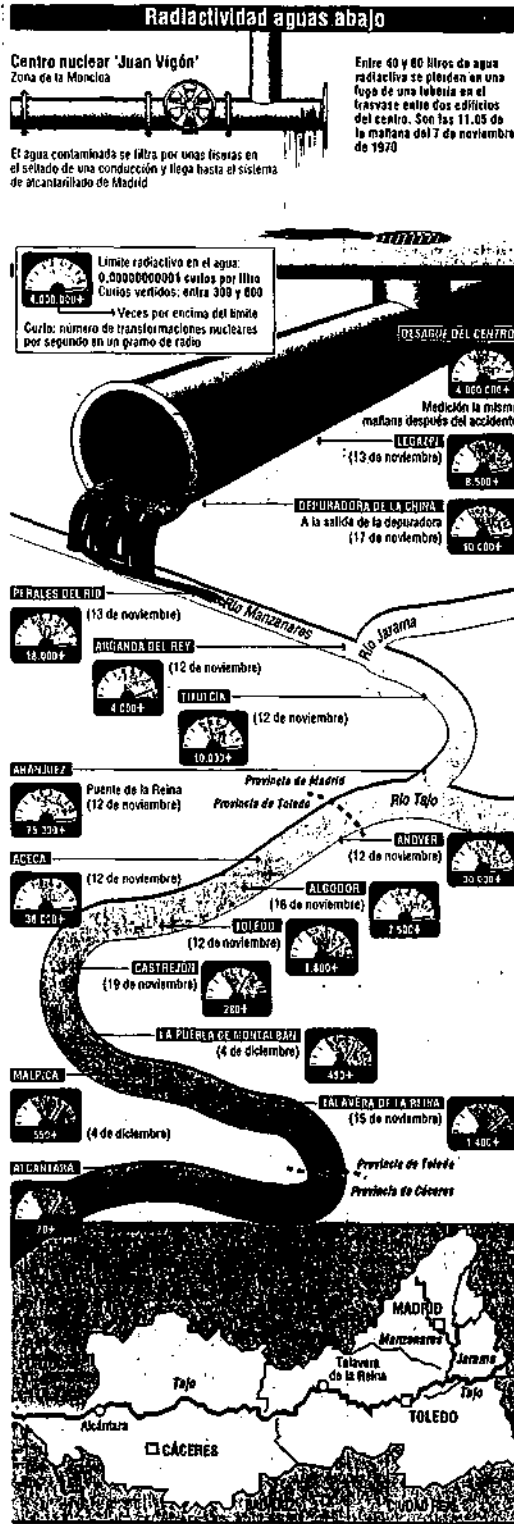 Radiactividad aguas abajo
Centro nuclear 'Juan Vigón'
Zona de la Moncloa
Entre 40 y 80 litros de agua
radiactiva se pierden en una
fuga de una tubería en el
trasvase entre dos edificios
del centro. Son las 11.05 de
la mañana del 7 de noviembre
de 1970
El agua contaminada se filtra por unas fisuras en
el sellado de una conducción y llega hasta el sistema
de alcantarillado de Madrid
Límite radiactivo en el agua:
0,00000000001 curios por litro
Curios vertidos: entre 300 y 600
4.000.000+
Veces por encima del límite
Curio: número de transformaciones nucleares
por segundo en un gramo de radio
DESAGÜE DEL CENTRO
4.000.000+
Medición la misma
mañana después del accidente
LEGAZPI
(13 de noviembre)
8.500+
DEPURADORA DE LA CHINA
A la salida de la depuradora
(17 de noviembre)
10.000+
PERALES DEL RÍO
(13 de noviembre)
18.000+
Río Manzanares
Río Jarama
ARGANDA DEL REY
(12 de noviembre)
4.000+
TITULCIA
(12 de noviembre)
10.000+
ARANJUEZ
Puente de la Reina
(12 de noviembre)
75.000+
Provincia de Madrid
Provincia de Toledo
Río Tajo
AÑOVER
(12 de noviembre)
30.000+
ACECA
(12 de noviembre)
36.000+
ALGODOR
(16 de noviembre)
7.500+
TOLEDO
(12 de noviembre)
1.400+
CASTREJÓN
(19 de noviembre)
280+
LA PUEBLA DE MONTALBÁN
(4 de diciembre)
450+
MALPICA
550+
(4 de diciembre)
TALAVERA DE LA REINA
(15 de noviembre)
1.400+
ALCÁNTARA
70+
Provincia de Toledo
Provincia de Cáceres
MADRID
Manzanares
Jarama
Talavera
de la Reina
Tajo
Tajo
Alcántara
TOLEDO
CÁCERES
BADAJOZ
CIUDAD REAL